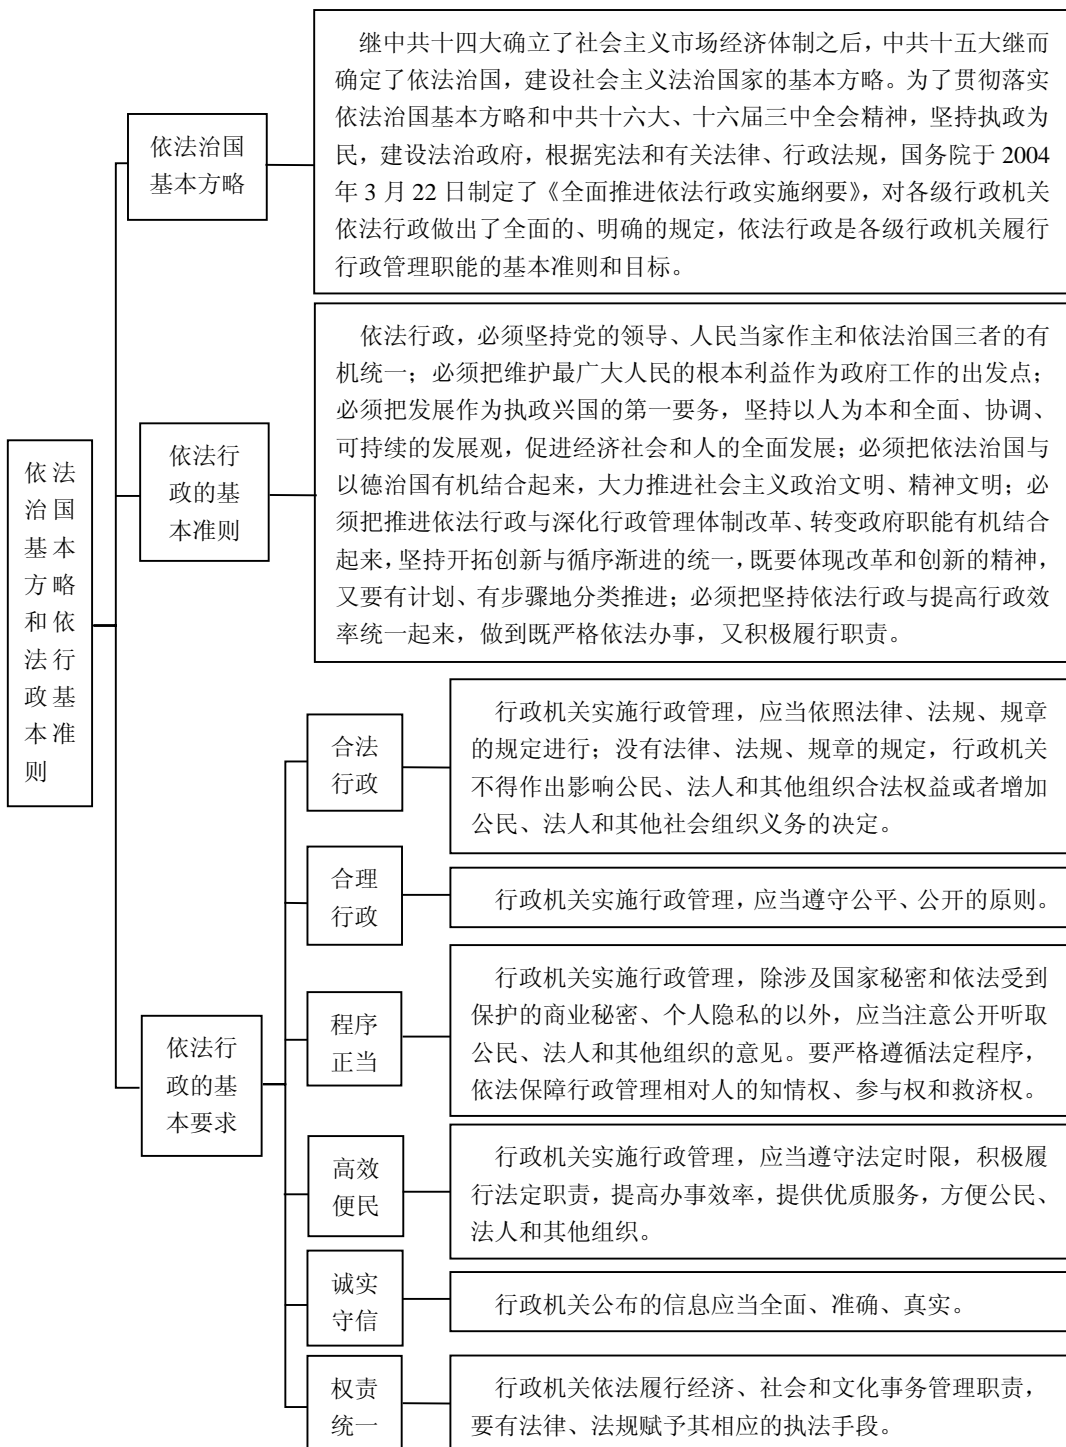 依法
治国
基本
方略
和依
法行
政基
本准
则
依法治国
基本方略
继中共十四大确立了社会主义市场经济体制之后，中共十五大继而
确定了依法治国，建设社会主义法治国家的基本方略。为了贯彻落实
依法治国基本方略和中共十六大、十六届三中全会精神，坚持执政为
民，建设法治政府，根据宪法和有关法律、行政法规，国务院于 2004
年 3 月 22 日制定了《全面推进依法行政实施纲要》，对各级行政机关
依法行政做出了全面的、明确的规定，依法行政是各级行政机关履行
行政管理职能的基本准则和目标。
依法行
政的基
本准则
依法行政，必须坚持党的领导、人民当家作主和依法治国三者的有
机统一；必须把维护最广大人民的根本利益作为政府工作的出发点；
必须把发展作为执政兴国的第一要务，坚持以人为本和全面、协调、
可持续的发展观，促进经济社会和人的全面发展；必须把依法治国与
以德治国有机结合起来，大力推进社会主义政治文明、精神文明；必
须把推进依法行政与深化行政管理体制改革、转变政府职能有机结合
起来，坚持开拓创新与循序渐进的统一，既要体现改革和创新的精神，
又要有计划、有步骤地分类推进；必须把坚持依法行政与提高行政效
率统一起来，做到既严格依法办事，又积极履行职责。
依法行
政的基
本要求
合法
行政
行政机关实施行政管理，应当依照法律、法规、规章
的规定进行；没有法律、法规、规章的规定，行政机关
不得作出影响公民、法人和其他组织合法权益或者增加
公民、法人和其他社会组织义务的决定。
合理
行政
行政机关实施行政管理，应当遵守公平、公开的原则。
程序
正当
行政机关实施行政管理，除涉及国家秘密和依法受到
保护的商业秘密、个人隐私的以外，应当注意公开听取
公民、法人和其他组织的意见。要严格遵循法定程序，
依法保障行政管理相对人的知情权、参与权和救济权。
高效
便民
行政机关实施行政管理，应当遵守法定时限，积极履
行法定职责，提高办事效率，提供优质服务，方便公民、
法人和其他组织。
诚实
守信
行政机关公布的信息应当全面、准确、真实。
权责
统一
行政机关依法履行经济、社会和文化事务管理职责，
要有法律、法规赋予其相应的执法手段。